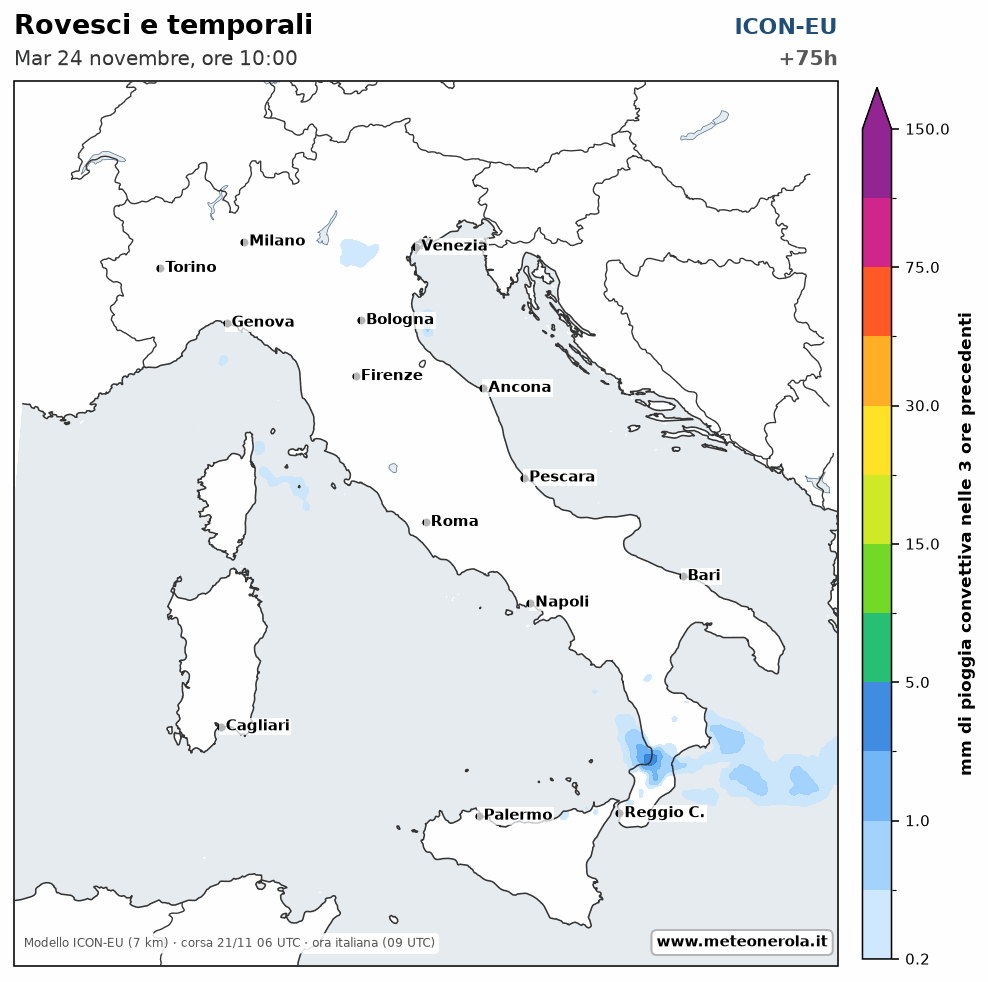 Rovesci e temporali
ICON-EU
Mar 24 novembre, ore 10:00
+75h
Milano
Venezia
Torino
Genova
Bologna
Firenze
Ancona
Pescara
Roma
Bari
Napoli
Cagliari
Palermo
Reggio C.
Modello ICON-EU (7 km) · corsa 21/11 06 UTC · ora italiana (09 UTC)
www.meteonerola.it
150.0
75.0
30.0
15.0
5.0
1.0
0.2
mm di pioggia convettiva nelle 3 ore precedenti